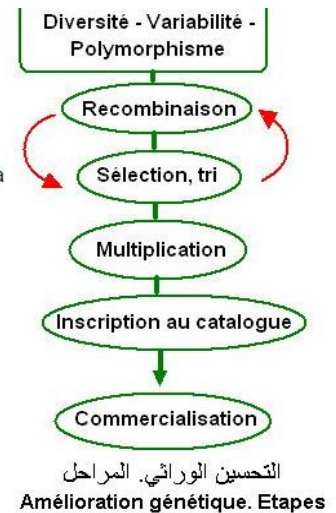 Diversité - Variabilité -
Polymorphisme
Recombinaison
a
Sélection, tri
Multiplication
Inscription au catalogue
Commercialisation
التحسين الوراثي. المراحل
Amélioration génétique. Etapes